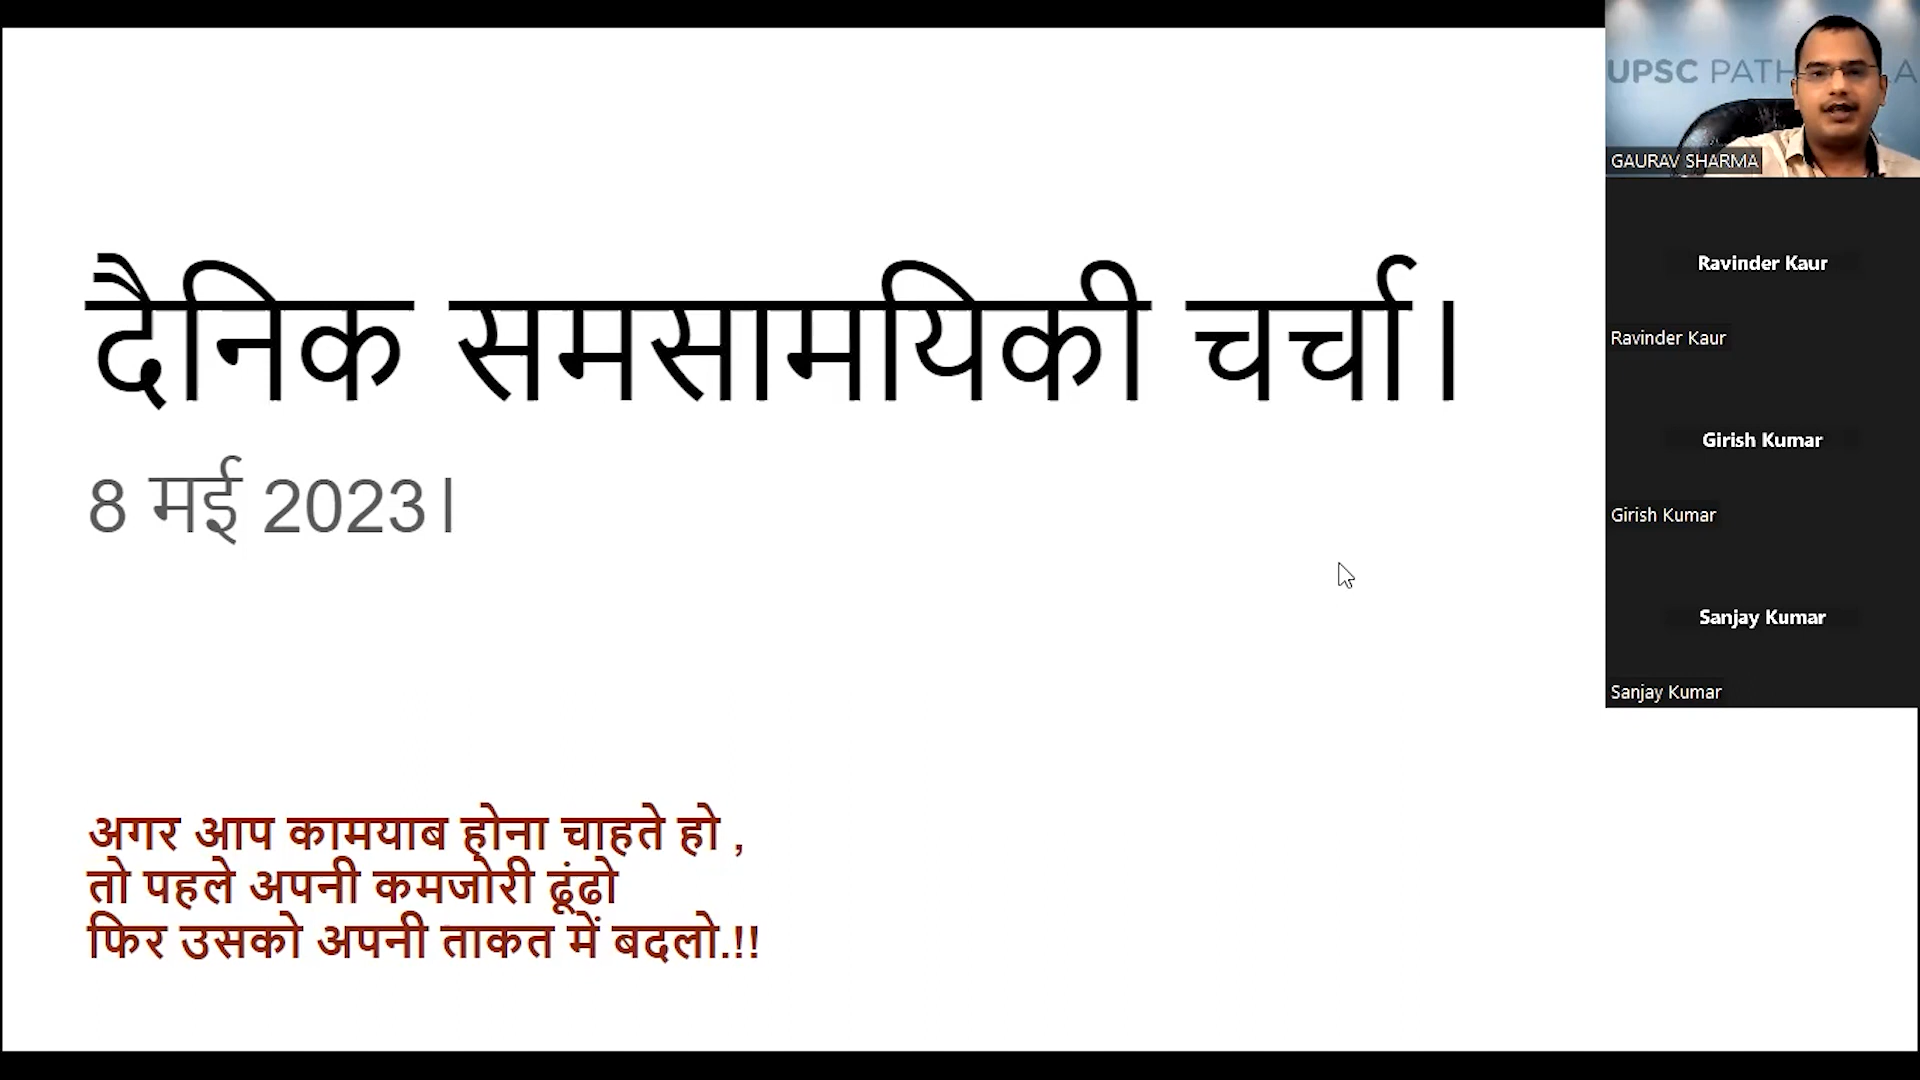 दैनिक समसामयिकी चर्चा।
8 मई 2023।
अगर आप कामयाब होना चाहते हो ,
तो पहले अपनी कमजोरी ढूंढो
फिर उसको अपनी ताकत में बदलो.!!
UPSC PATH
GAURAV SHARMA
Ravinder Kaur
Ravinder Kaur
Girish Kumar
Girish Kumar
Sanjay Kumar
Sanjay Kumar